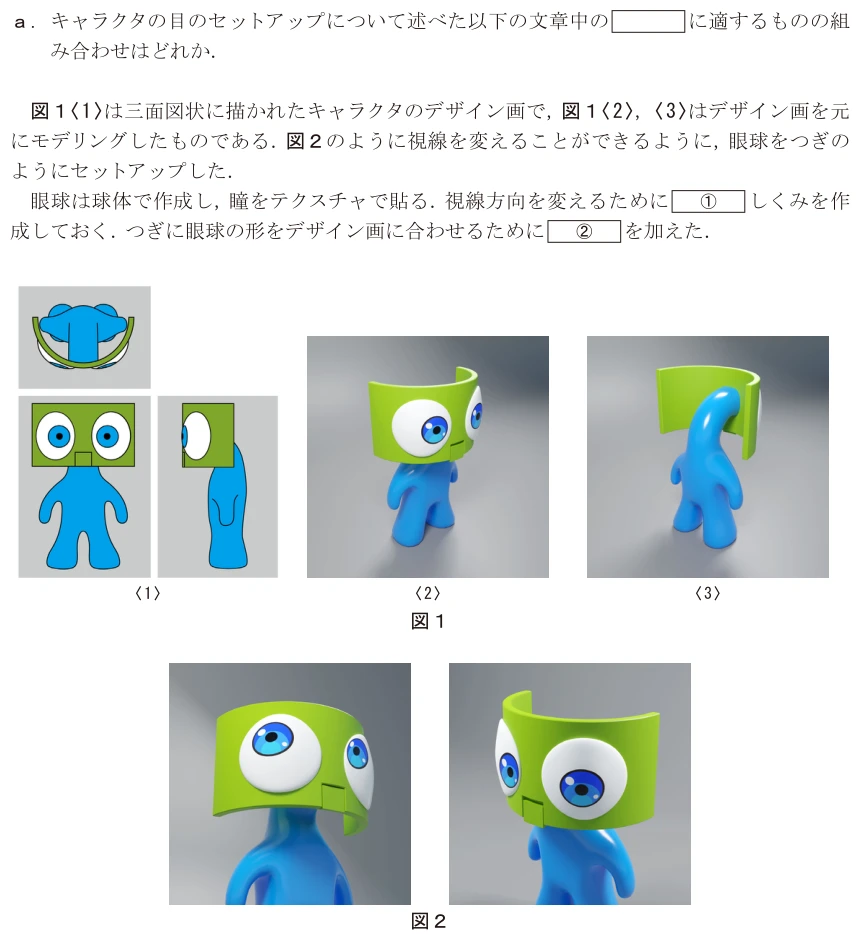 a．キャラクタの目のセットアップについて述べた以下の文章中の　　　に適するものの組
み合わせはどれか．
図1〈1〉は三面図状に描かれたキャラクタのデザイン画で，図1〈2〉，〈3〉はデザイン画を元
にモデリングしたものである．図2のように視線を変えることができるように，眼球をつぎの
ようにセットアップした．
眼球は球体で作成し，瞳をテクスチャで貼る．視線方向を変えるために ① しくみを作
成しておく．つぎに眼球の形をデザイン画に合わせるために ② を加えた．
〈1〉 〈2〉 〈3〉
図1
図2